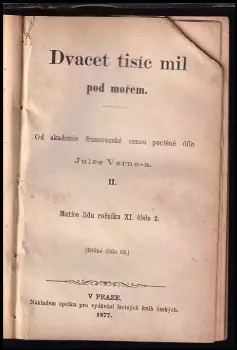 Dvacet tisíc mil
pod mořem.
Od akademie francouzské cenou poctěné dílo
Jules Verne-a.
II.
Matice lidu ročníku XI. číslo 2.
(Běžné číslo 62.)
V PRAZE.
Nákladem spolku pro vydávání laciných knih českých.
1877.